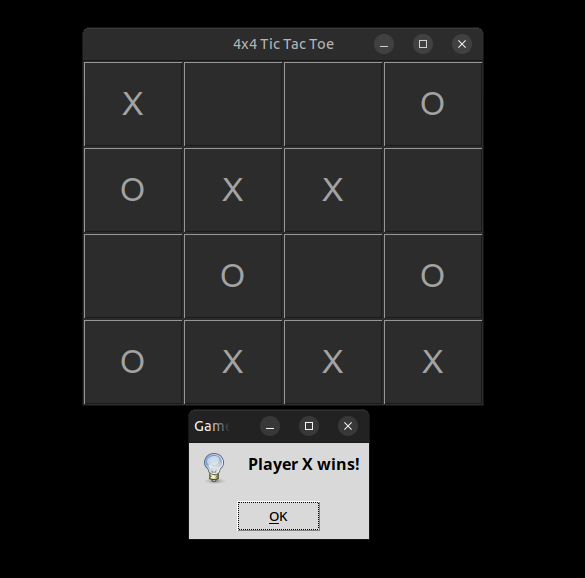 4x4 Tic Tac Toe
X O
O X X
O O
O X X X
Game
Player X wins!
OK